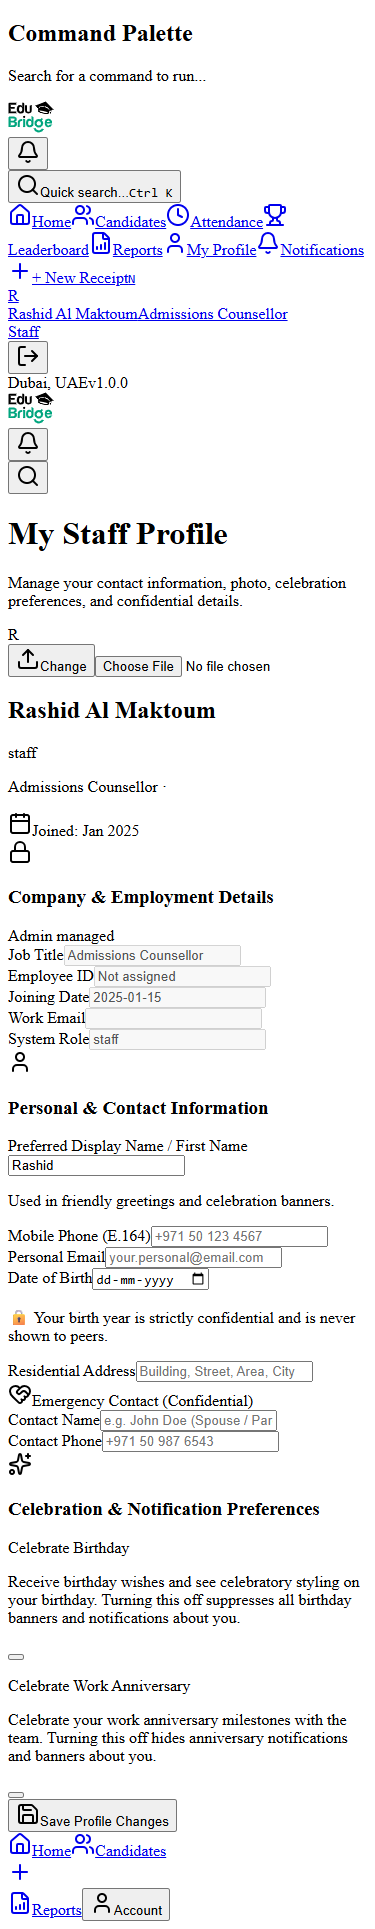 Command Palette
Search for a command to run...
Edu
Bridge
Quick search...Ctrl K
Home Candidates Attendance
Leaderboard Reports My Profile Notifications
+ New ReceiptN
R
Rashid Al MaktoumAdmissions Counsellor
Staff
Dubai, UAEv1.0.0
Edu
Bridge
My Staff Profile
Manage your contact information, photo, celebration
preferences, and confidential details.
R
Change Choose File No file chosen
Rashid Al Maktoum
staff
Admissions Counsellor ·
Joined: Jan 2025
Company & Employment Details
Admin managed
Job Title Admissions Counsellor
Employee ID Not assigned
Joining Date 2025-01-15
Work Email
System Role staff
Personal & Contact Information
Preferred Display Name / First Name
Rashid
Used in friendly greetings and celebration banners.
Mobile Phone (E.164) +971 50 123 4567
Personal Email your.personal@email.com
Date of Birth dd-mm-yyyy
🔒 Your birth year is strictly confidential and is never
shown to peers.
Residential Address Building, Street, Area, City
Emergency Contact (Confidential)
Contact Name e.g. John Doe (Spouse / Par
Contact Phone +971 50 987 6543
Celebration & Notification Preferences
Celebrate Birthday
Receive birthday wishes and see celebratory styling on
your birthday. Turning this off suppresses all birthday
banners and notifications about you.
Celebrate Work Anniversary
Celebrate your work anniversary milestones with the
team. Turning this off hides anniversary notifications
and banners about you.
Save Profile Changes
Home Candidates
Reports Account